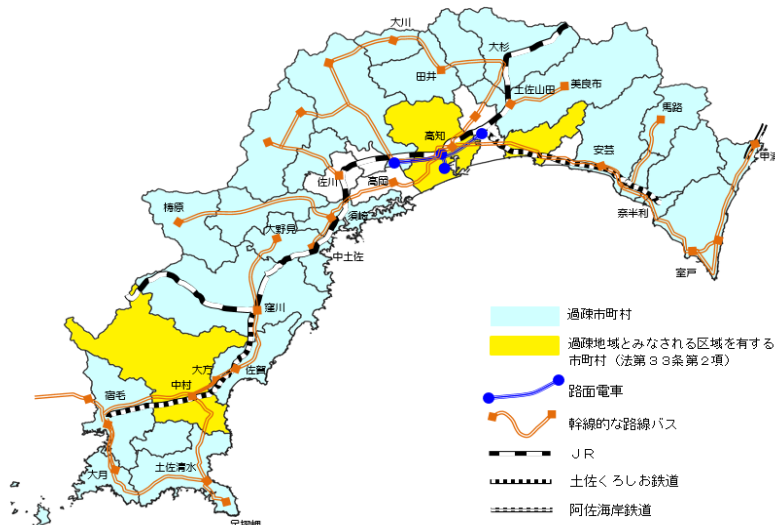 大川
大杉
田井
土佐山田
美良布
馬路
高知
安芸
甲浦
佐川
高岡
奈半利
梼原
須崎
大野見
室戸
中土佐
窪川
過疎市町村
過疎地域とみなされる区域を有する
市町村（法第３３条第２項）
大方
佐賀
中村
宿毛
路面電車
幹線的な路線バス
ＪＲ
大月
土佐清水
土佐くろしお鉄道
阿佐海岸鉄道